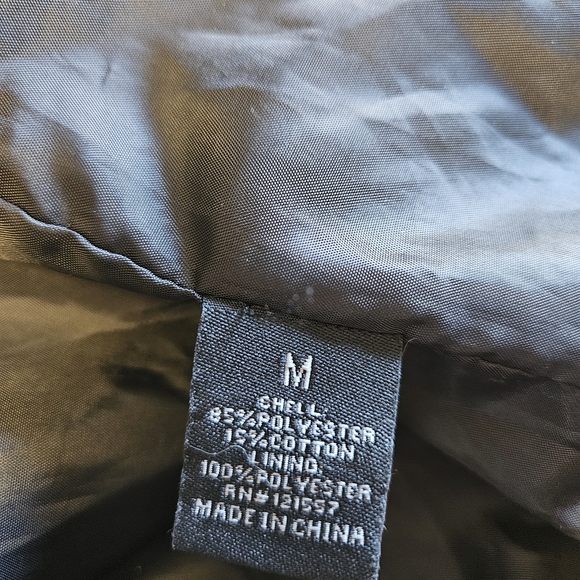 M
SHELL:
85%POLYESTER
15%COTTON
LINING:
100%POLYESTER
RN#121557
MADE IN CHINA